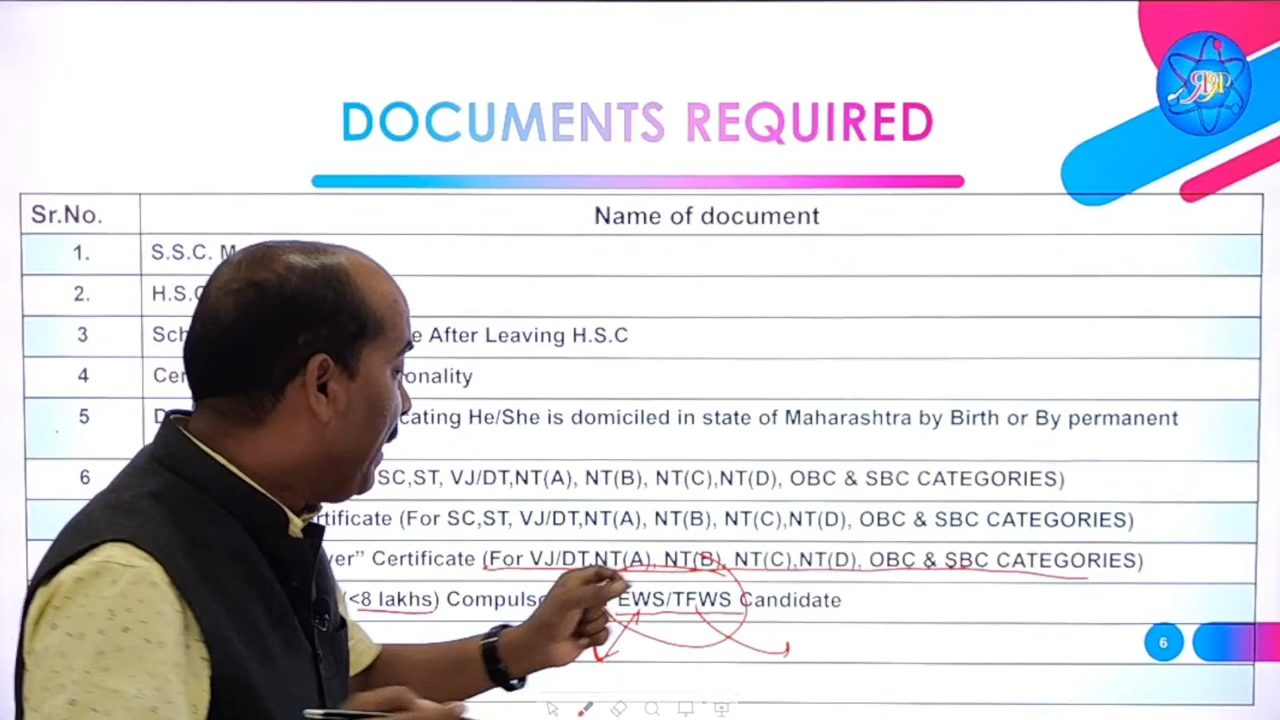 DOCUMENTS REQUIRED
Sr.No. Name of document
1. S.S.C.
2.
3 e After Leaving H.S.C
4 onality
5 cating He/She is domiciled in state of Maharashtra by Birth or By permanent
6 SC,ST, VJ/DT,NT(A), NT(B), NT(C),NT(D), OBC & SBC CATEGORIES)
rtificate (For SC,ST, VJ/DT,NT(A), NT(B), NT(C),NT(D), OBC & SBC CATEGORIES)
yer” Certificate (For VJ/DT,NT(A), NT(B), NT(C),NT(D), OBC & SBC CATEGORIES)
(<8 lakhs) EWS/TFWS Candidate
6